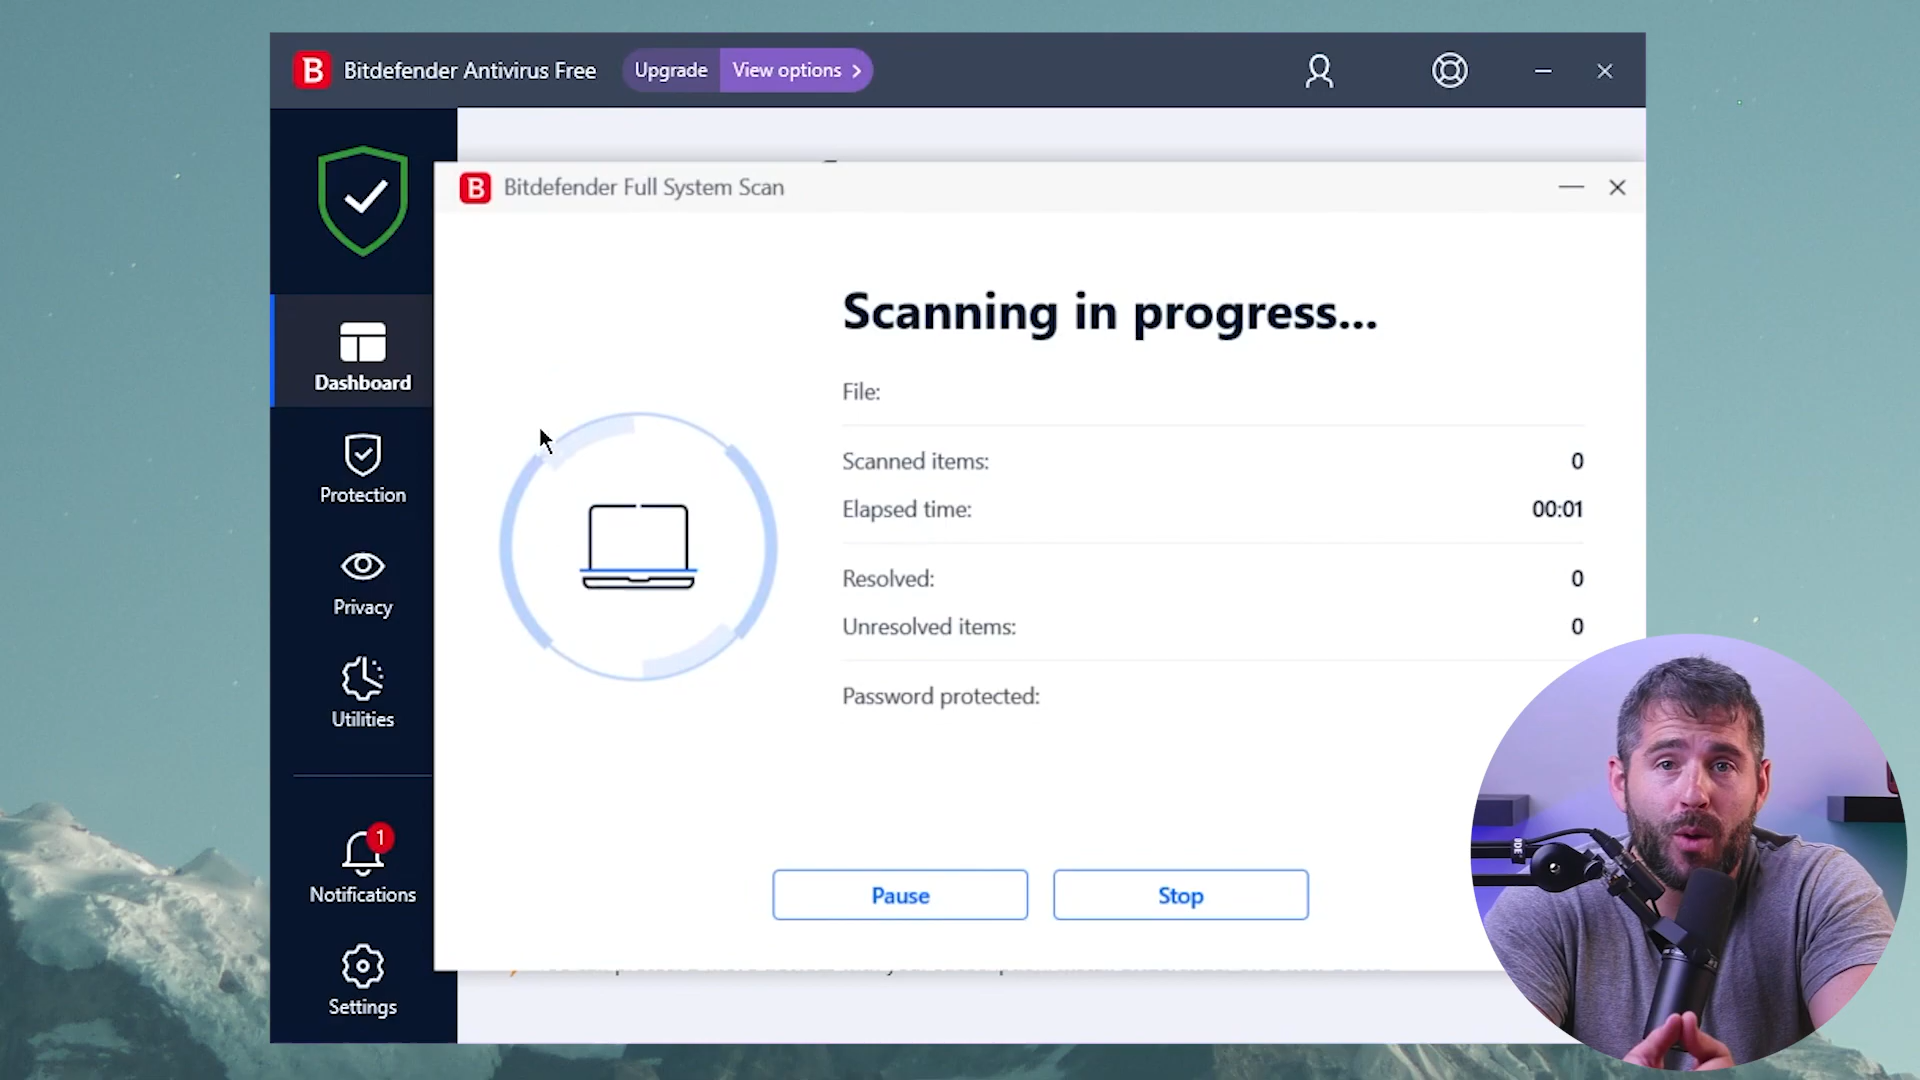 B Bitdefender Antivirus Free Upgrade View options >
B Bitdefender Full System Scan
Scanning in progress...
File:
Scanned items: 0
Elapsed time: 00:01
Resolved: 0
Unresolved items: 0
Password protected:
Pause Stop
Dashboard
Protection
Privacy
Utilities
1
Notifications
Settings